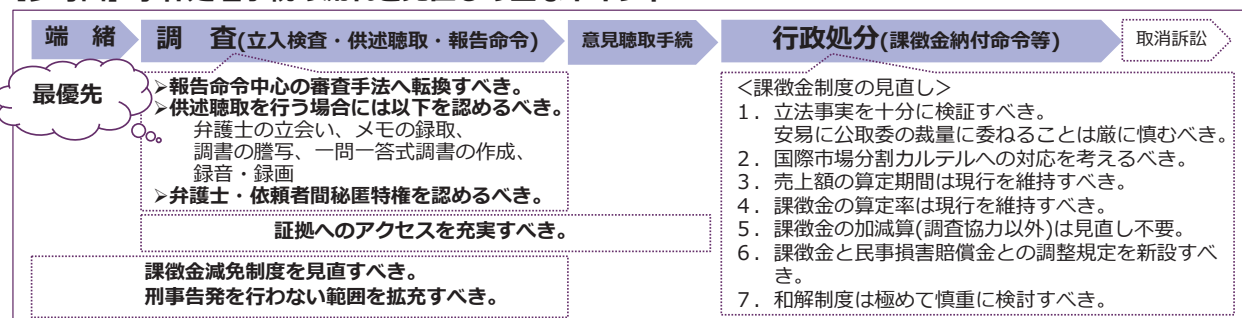 端　緒
調　査(立入検査・供述聴取・報告命令)
意見聴取手続
行政処分(課徴金納付命令等)
取消訴訟
最優先
➢報告命令中心の審査手法へ転換すべき。
➢供述聴取を行う場合には以下を認めるべき。
弁護士の立会い、メモの録取、
調書の謄写、一問一答式調書の作成、
録音・録画
➢弁護士・依頼者間秘匿特権を認めるべき。
証拠へのアクセスを充実すべき。
課徴金減免制度を見直すべき。
刑事告発を行わない範囲を拡充すべき。
＜課徴金制度の見直し＞
1．立法事実を十分に検証すべき。
安易に公取委の裁量に委ねることは厳に慎むべき。
2．国際市場分割カルテルへの対応を考えるべき。
3．売上額の算定期間は現行を維持すべき。
4．課徴金の算定率は現行を維持すべき。
5．課徴金の加減算(調査協力以外)は見直し不要。
6．課徴金と民事損害賠償金との調整規定を新設すべ
き。
7．和解制度は極めて慎重に検討すべき。